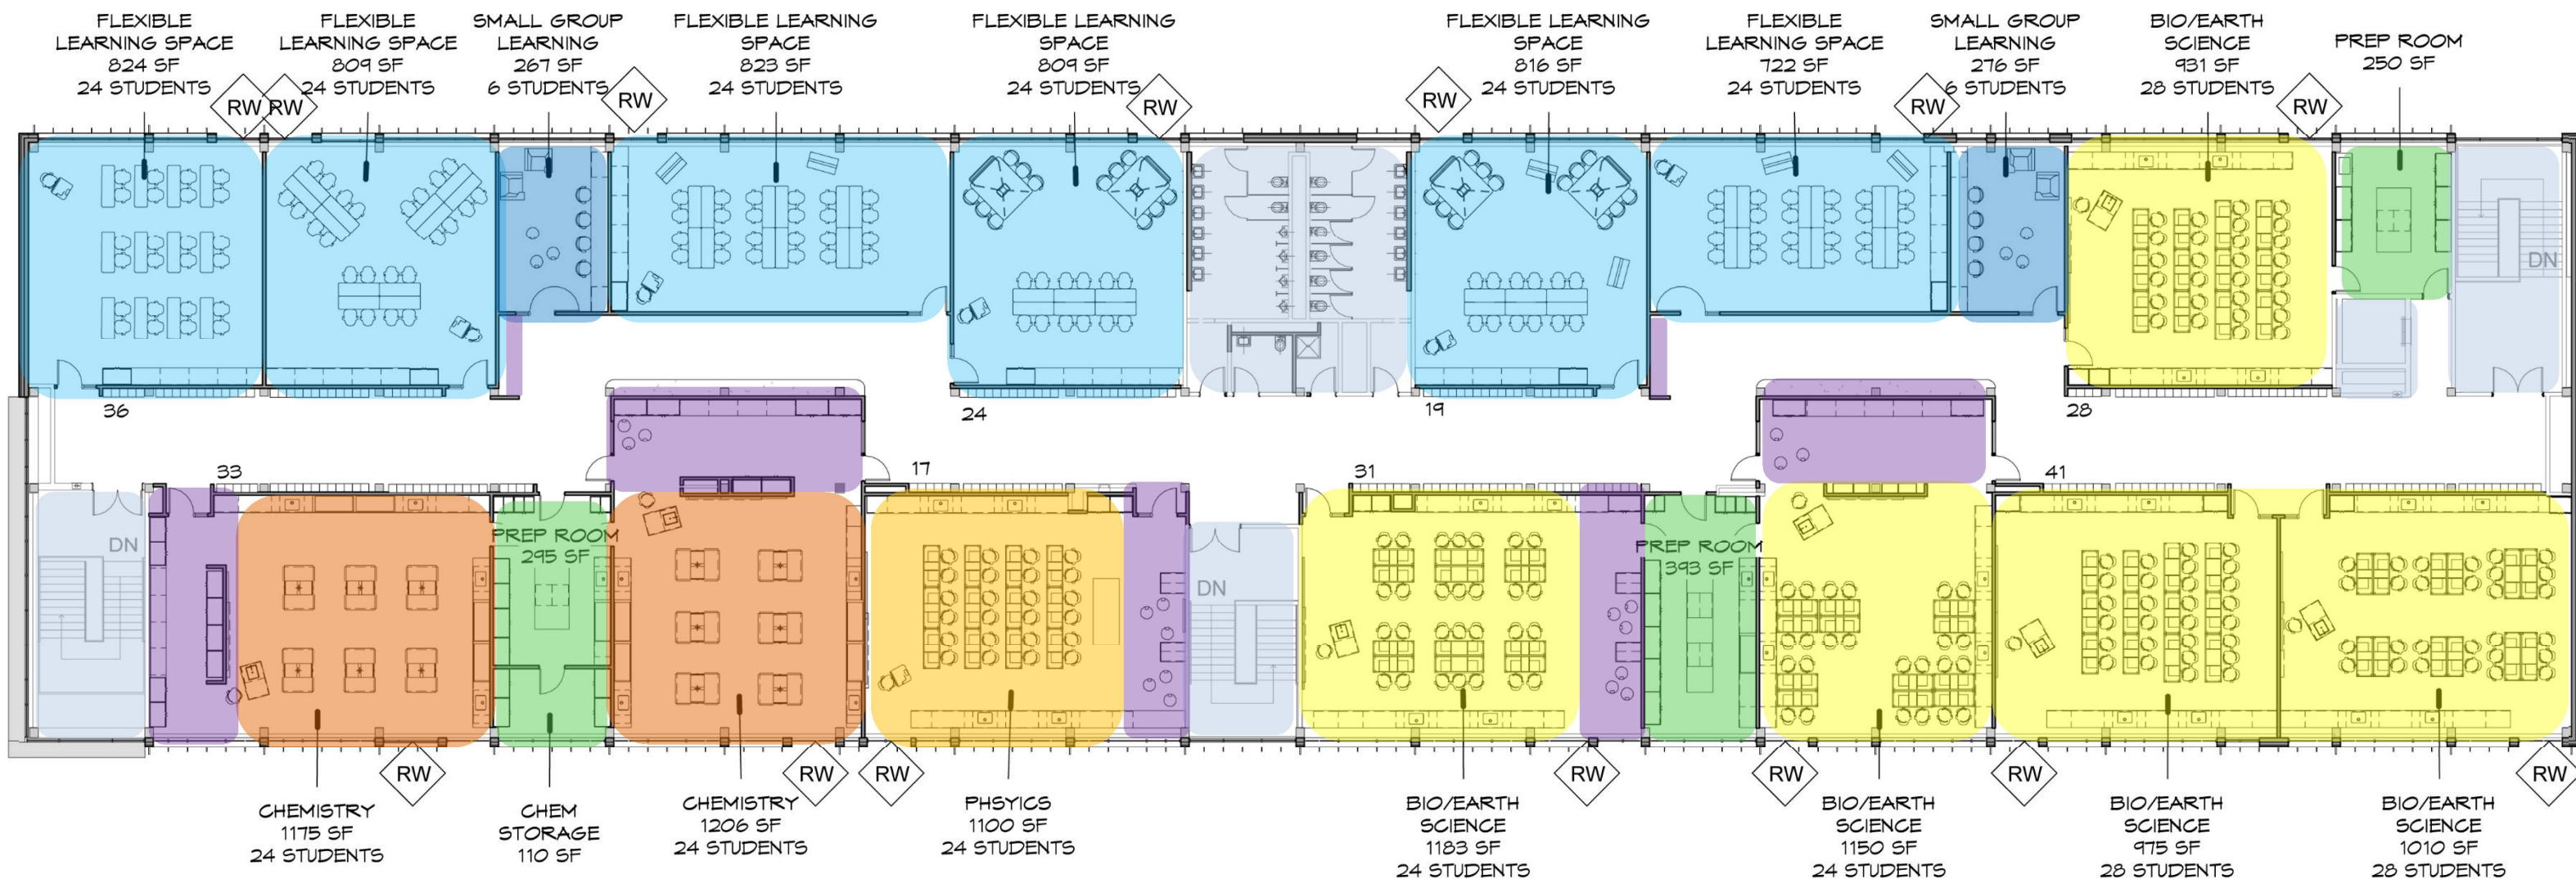 FLEXIBLE
LEARNING SPACE
824 SF
24 STUDENTS
FLEXIBLE
LEARNING SPACE
809 SF
24 STUDENTS
SMALL GROUP
LEARNING
267 SF
6 STUDENTS
FLEXIBLE LEARNING
SPACE
823 SF
24 STUDENTS
FLEXIBLE LEARNING
SPACE
809 SF
24 STUDENTS
FLEXIBLE LEARNING
SPACE
816 SF
24 STUDENTS
FLEXIBLE
LEARNING SPACE
722 SF
24 STUDENTS
SMALL GROUP
LEARNING
276 SF
6 STUDENTS
BIO/EARTH
SCIENCE
931 SF
28 STUDENTS
PREP ROOM
250 SF
RW
RW
RW
RW
RW
RW
RW
DN
36
24
19
28
33
17
31
41
DN
PREP ROOM
295 SF
DN
PREP ROOM
393 SF
RW
RW
RW
RW
RW
RW
RW
CHEMISTRY
1175 SF
24 STUDENTS
CHEM
STORAGE
110 SF
CHEMISTRY
1206 SF
24 STUDENTS
PHSYICS
1100 SF
24 STUDENTS
BIO/EARTH
SCIENCE
1183 SF
24 STUDENTS
BIO/EARTH
SCIENCE
1150 SF
24 STUDENTS
BIO/EARTH
SCIENCE
975 SF
28 STUDENTS
BIO/EARTH
SCIENCE
1010 SF
28 STUDENTS